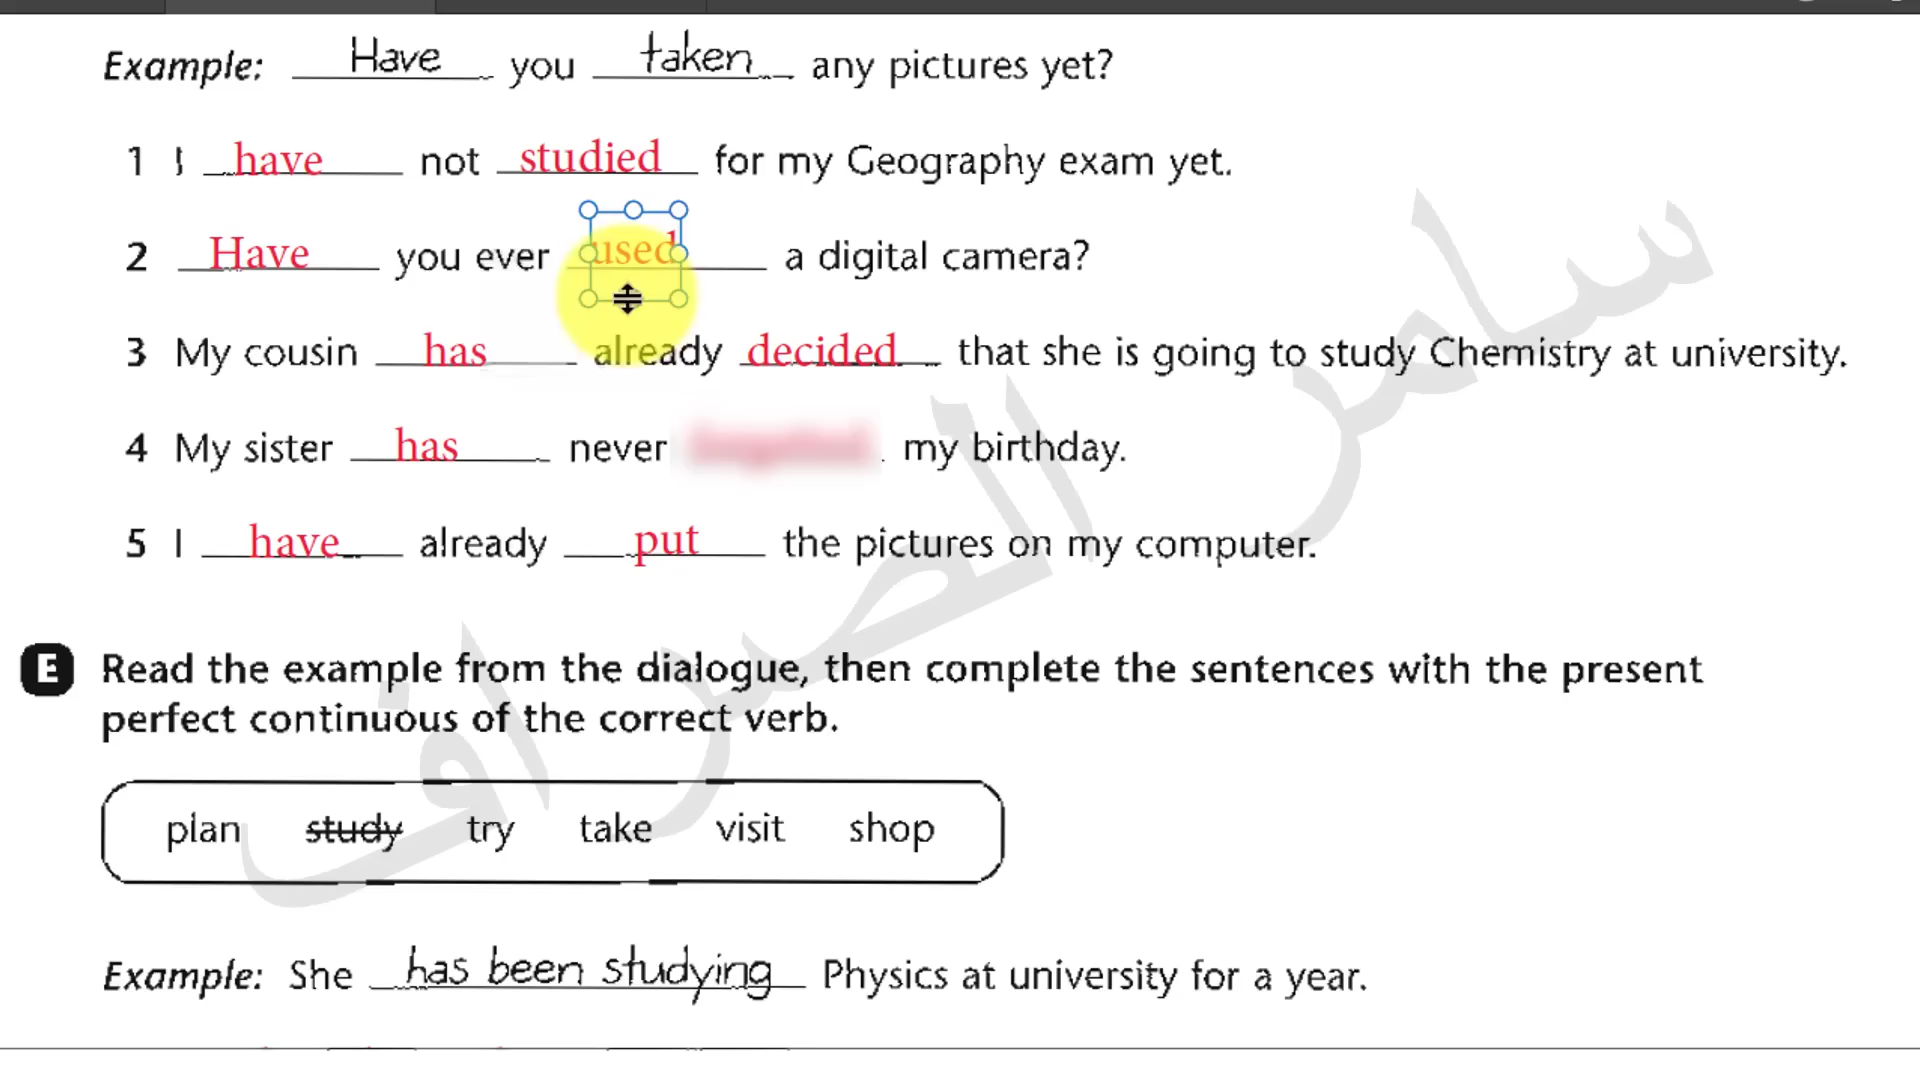 Example: Have you taken any pictures yet?
1 I have not studied for my Geography exam yet.
2 Have you ever used a digital camera?
3 My cousin has already decided that she is going to study Chemistry at university.
4 My sister has never my birthday.
5 I have already put the pictures on my computer.
E Read the example from the dialogue, then complete the sentences with the present
perfect continuous of the correct verb.
plan study try take visit shop
Example: She has been studying Physics at university for a year.
سامر الصراف